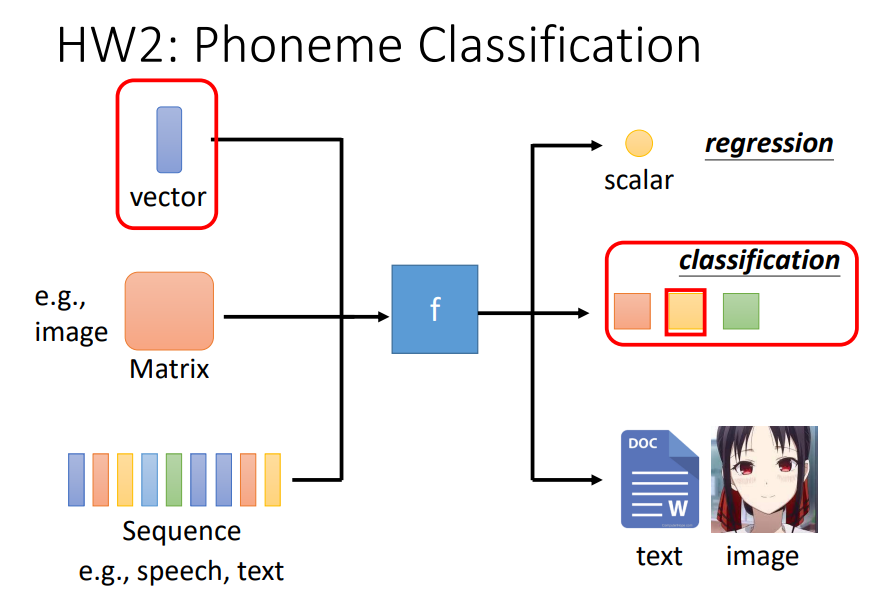 HW2: Phoneme Classification
vector
e.g.,
image
Matrix
Sequence
e.g., speech, text
f
scalar
regression
classification
DOC
W
text
image